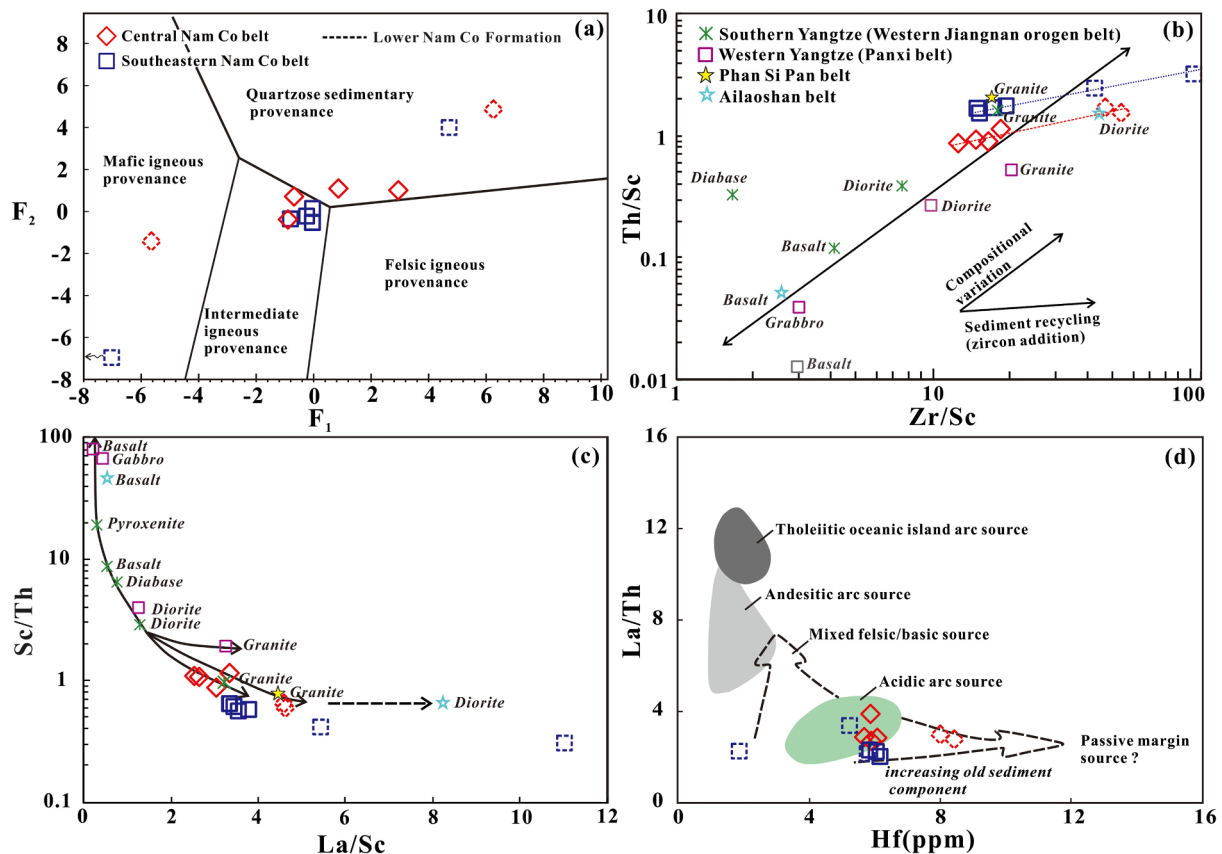 (a)
Central Nam Co belt
Lower Nam Co Formation
Southeastern Nam Co belt
Quartzose sedimentary
provenance
Mafic igneous
provenance
Felsic igneous
provenance
Intermediate
igneous
provenance
F2
8
6
4
2
0
-2
-4
-6
-8
-8
-6
-4
-2
0
2
4
6
8
10
F1
(b)
Southern Yangtze (Western Jiangnan orogen belt)
Western Yangtze (Panxi belt)
Phan Si Pan belt
Ailaoshan belt
Granite
Granite
Diorite
Granite
Diabase
Diorite
Diorite
Basalt
Basalt
Grabbro
Basalt
Compositional
variation
Sediment recycling
(zircon addition)
Th/Sc
10
1
0.1
0.01
1
10
100
Zr/Sc
(c)
Basalt
Gabbro
Basalt
Pyroxenite
Basalt
Diabase
Diorite
Diorite
Granite
Granite
Granite
Diorite
Sc/Th
100
10
1
0.1
0
2
4
6
8
10
12
La/Sc
(d)
Tholeiitic oceanic island arc source
Andesitic arc source
Mixed felsic/basic source
Acidic arc source
Passive margin
source ?
increasing old sediment
component
La/Th
16
12
8
4
0
0
4
8
12
16
Hf(ppm)